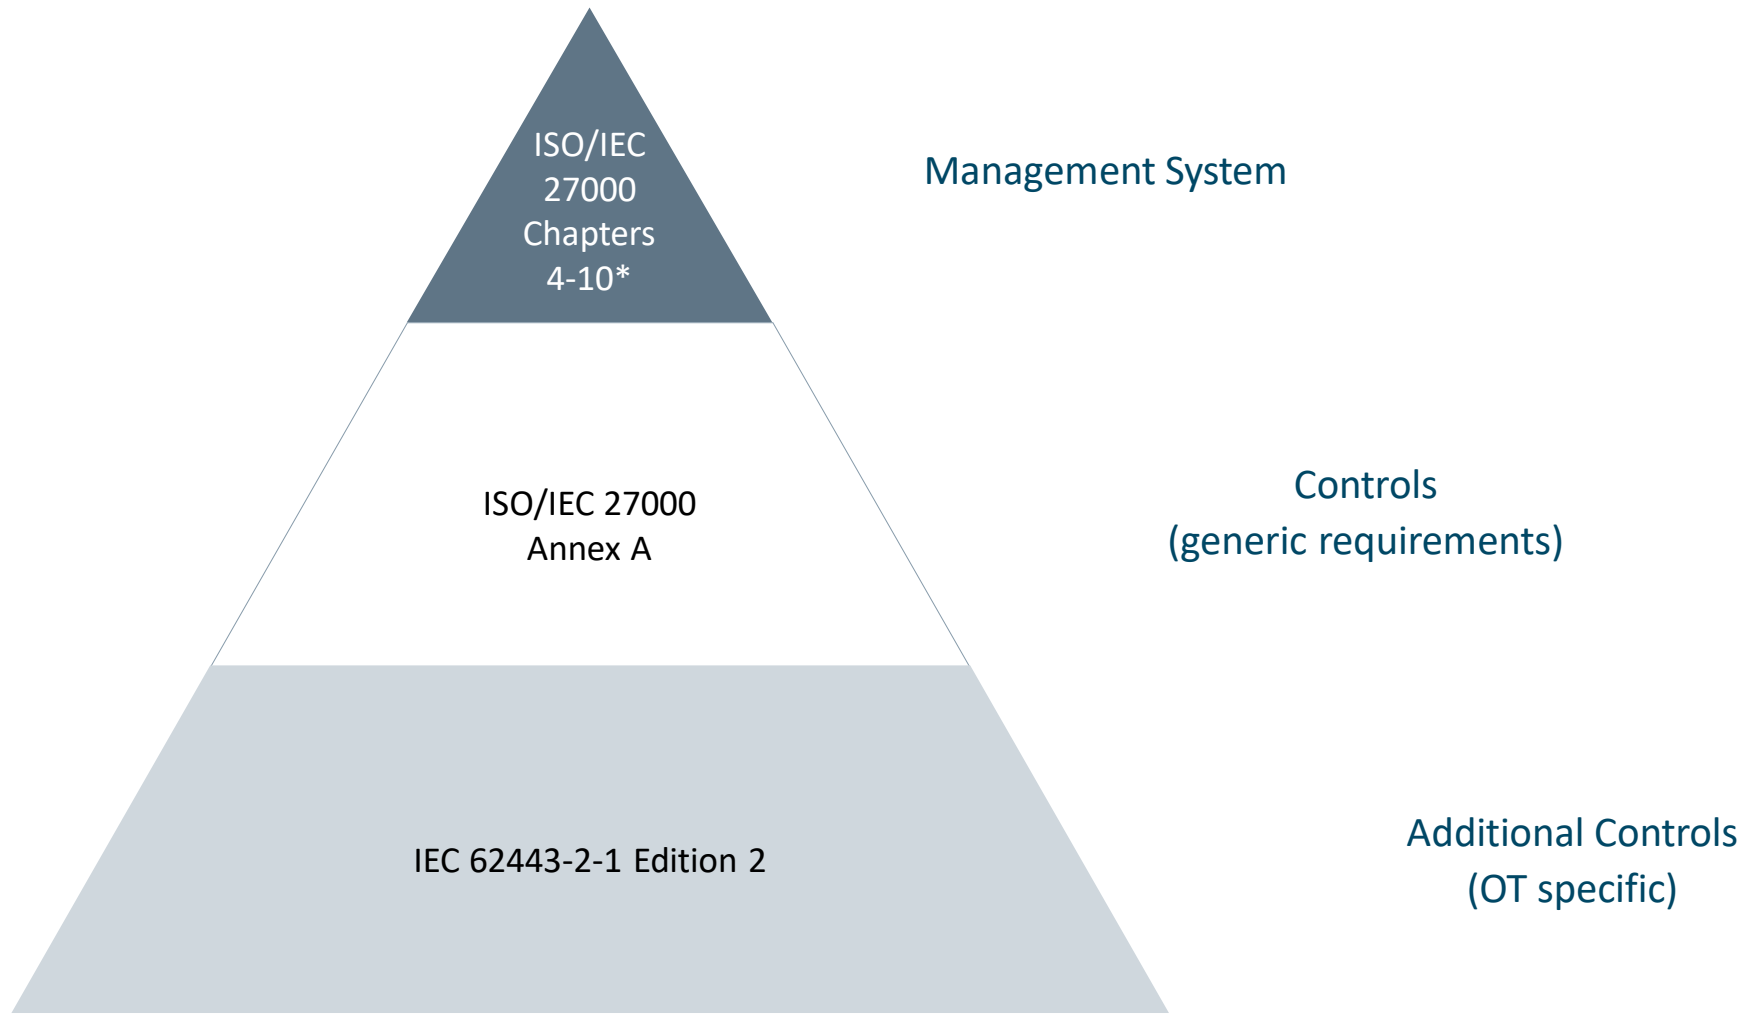 ISO/IEC
27000
Chapters
4-10*
Management System
ISO/IEC 27000
Annex A
Controls
(generic requirements)
IEC 62443-2-1 Edition 2
Additional Controls
(OT specific)